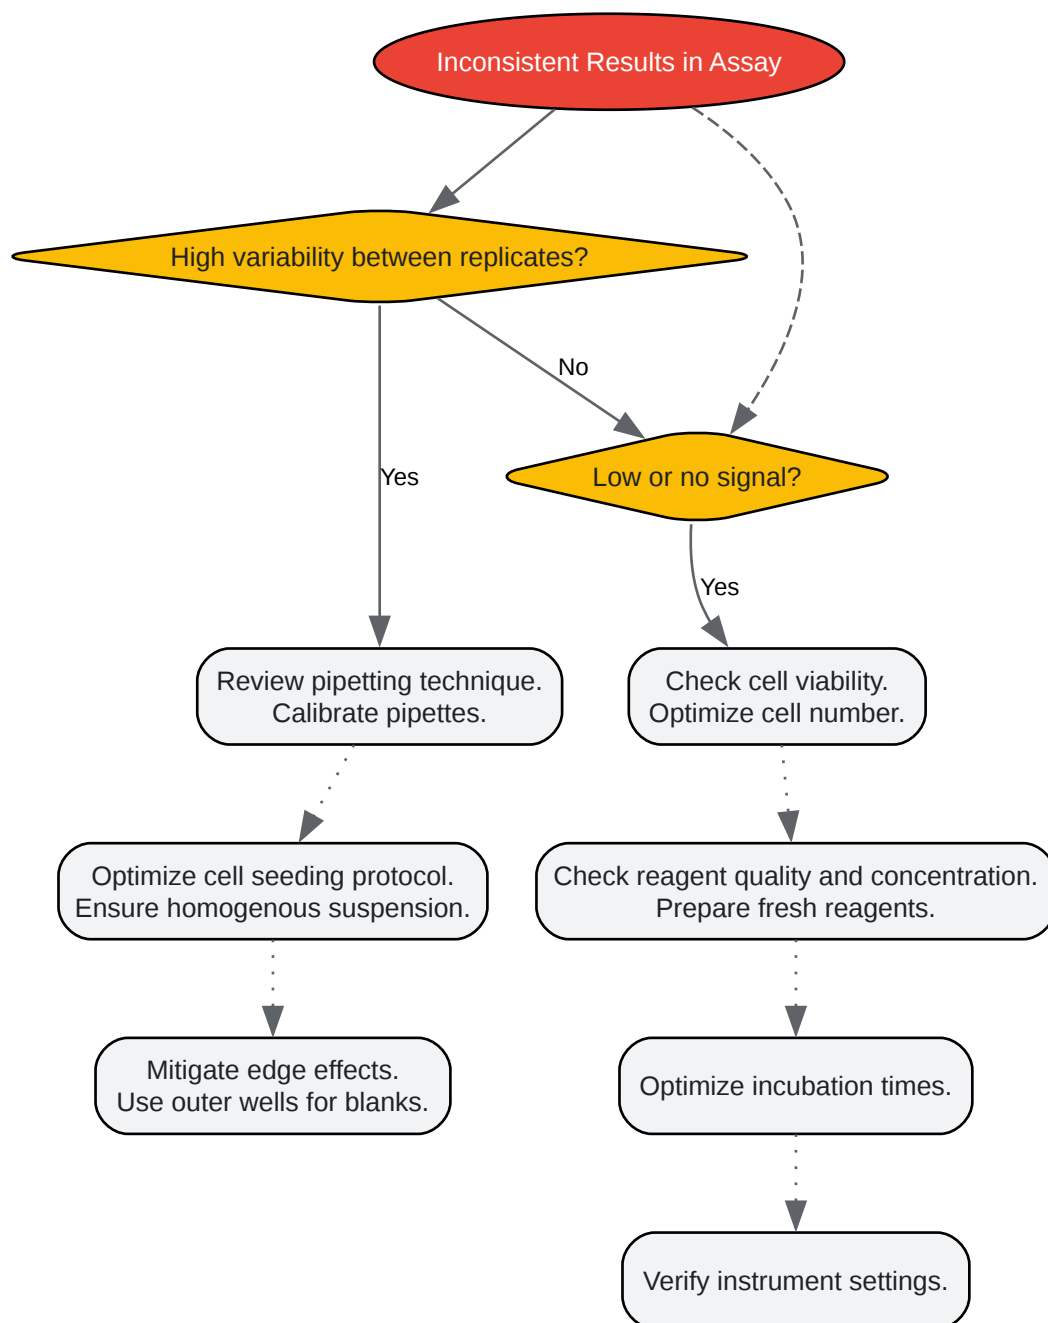 Inconsistent Results in Assay
High variability between replicates?
No
Low or no signal?
Yes
Yes
Review pipetting technique.
Calibrate pipettes.
Check cell viability.
Optimize cell number.
Optimize cell seeding protocol.
Ensure homogenous suspension.
Check reagent quality and concentration.
Prepare fresh reagents.
Mitigate edge effects.
Use outer wells for blanks.
Optimize incubation times.
Verify instrument settings.